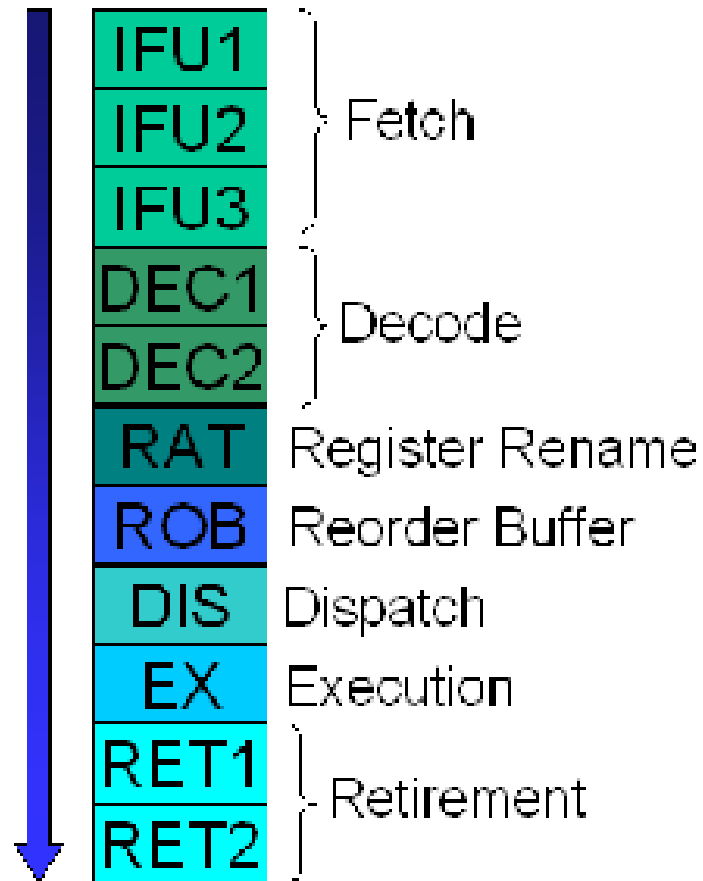 IFU1
IFU2
Fetch
IFU3
DEC1
Decode
DEC2
RAT Register Rename
ROB Reorder Buffer
DIS Dispatch
EX Execution
RET1
Retirement
RET2